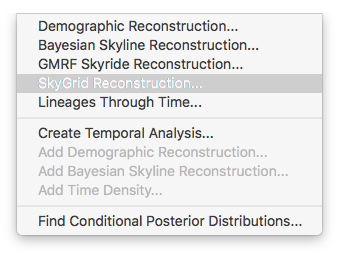 Demographic Reconstruction...
Bayesian Skyline Reconstruction...
GMRF Skyride Reconstruction...
SkyGrid Reconstruction...
Lineages Through Time...
Create Temporal Analysis...
Add Demographic Reconstruction...
Add Bayesian Skyline Reconstruction...
Add Time Density...
Find Conditional Posterior Distributions...